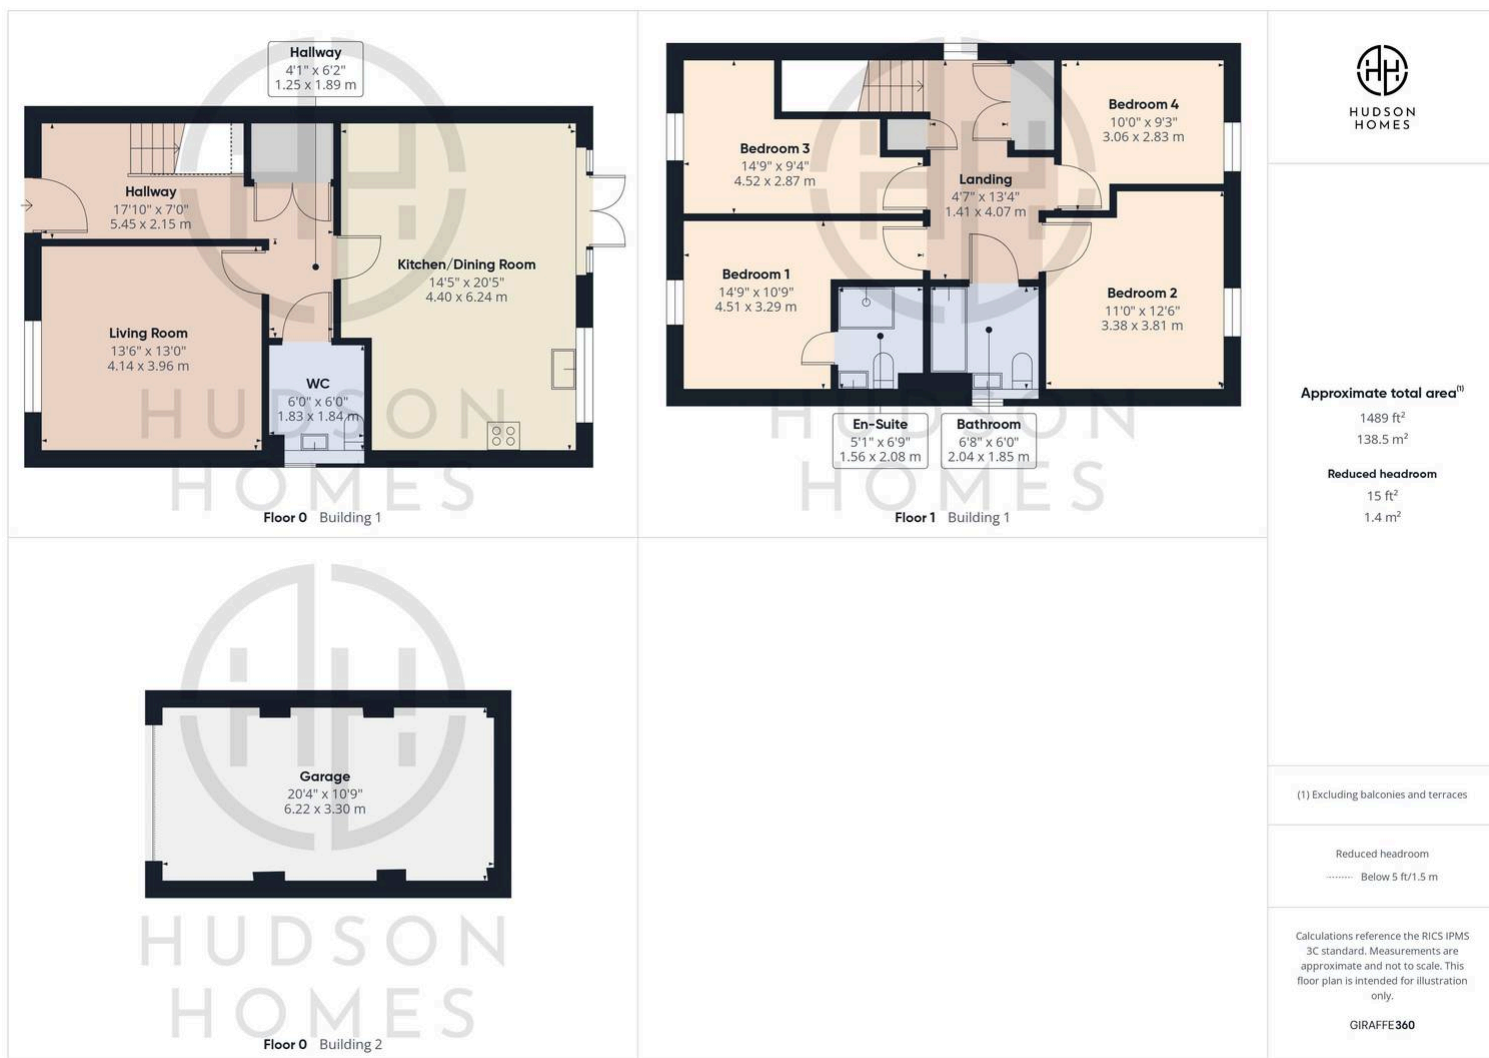 Hallway
4'1" x 6'2"
1.25 x 1.89 m
Hallway
17'10" x 7'0"
5.45 x 2.15 m
Kitchen/Dining Room
14'5" x 20'5"
4.40 x 6.24 m
Living Room
13'6" x 13'0"
4.14 x 3.96 m
WC
6'0" x 6'0"
1.83 x 1.84 m
HUDSON
HOMES
Floor 0 Building 1
Bedroom 3
14'9" x 9'4"
4.52 x 2.87 m
Bedroom 4
10'0" x 9'3"
3.06 x 2.83 m
Landing
4'7" x 13'4"
1.41 x 4.07 m
Bedroom 1
14'9" x 10'9"
4.51 x 3.29 m
Bedroom 2
11'0" x 12'6"
3.38 x 3.81 m
En-Suite
5'1" x 6'9"
1.56 x 2.08 m
Bathroom
6'8" x 6'0"
2.04 x 1.85 m
HUDSON
HOMES
Floor 1 Building 1
Garage
20'4" x 10'9"
6.22 x 3.30 m
HUDSON
HOMES
Floor 0 Building 2
HUDSON
HOMES
Approximate total area(1)
1489 ft²
138.5 m²
Reduced headroom
15 ft²
1.4 m²
(1) Excluding balconies and terraces
Reduced headroom
Below 5 ft/1.5 m
Calculations reference the RICS IPMS
3C standard. Measurements are
approximate and not to scale. This
floor plan is intended for illustration
only.
GIRAFFE360